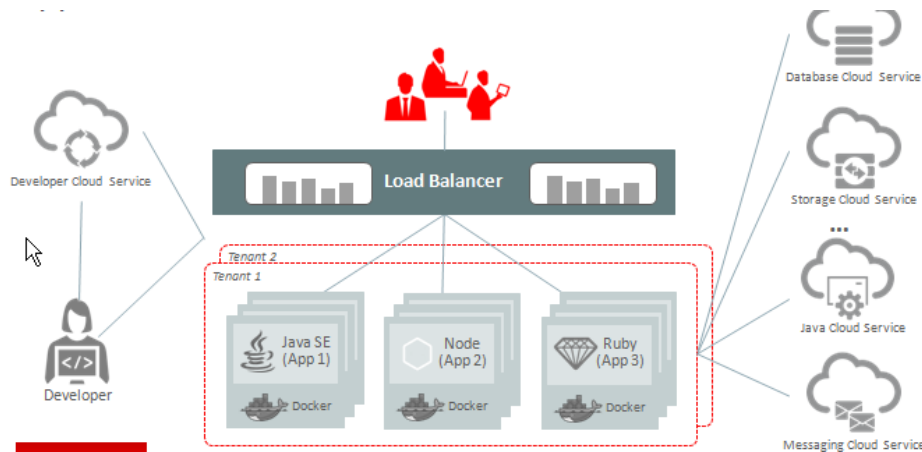 Database Cloud Service
Developer Cloud Service
Load Balancer
Storage Cloud Service
...
Tenant 2
Tenant 1
Java SE
(App 1)
Node
(App 2)
Ruby
(App 3)
Java Cloud Service
</>
Developer
Docker
Docker
Docker
Messaging Cloud Service